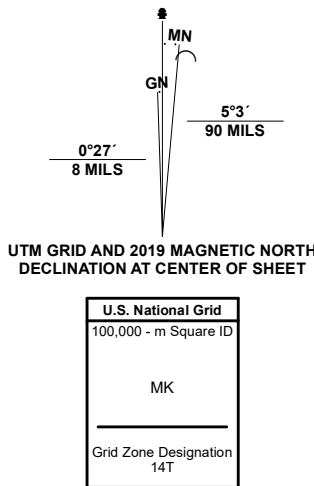 MN
GN
5°3´
90 MILS
0°27´
8 MILS
UTM GRID AND 2019 MAGNETIC NORTH
DECLINATION AT CENTER OF SHEET
U.S. National Grid
100,000 - m Square ID
MK
Grid Zone Designation
14T